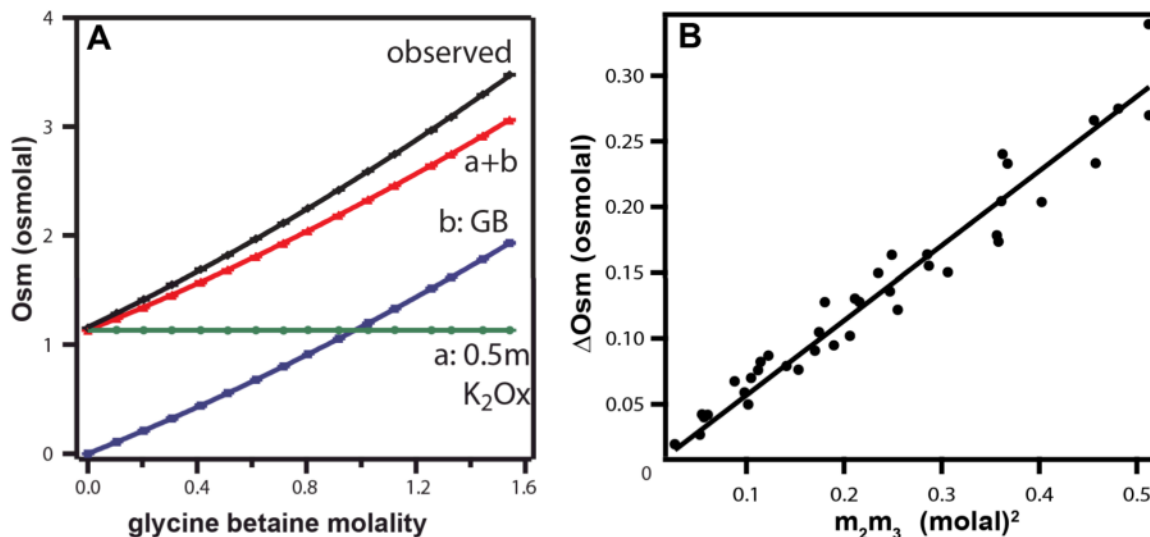 A
observed
a+b
b: GB
a: 0.5m
K₂Ox
Osm (osmolal)
4
3
2
1
0
0.0 0.4 0.8 1.2 1.6
glycine betaine molality
B
ΔOsm (osmolal)
0.30
0.25
0.20
0.15
0.10
0.05
0
0.1 0.2 0.3 0.4 0.5
m₂m₃ (molal)²